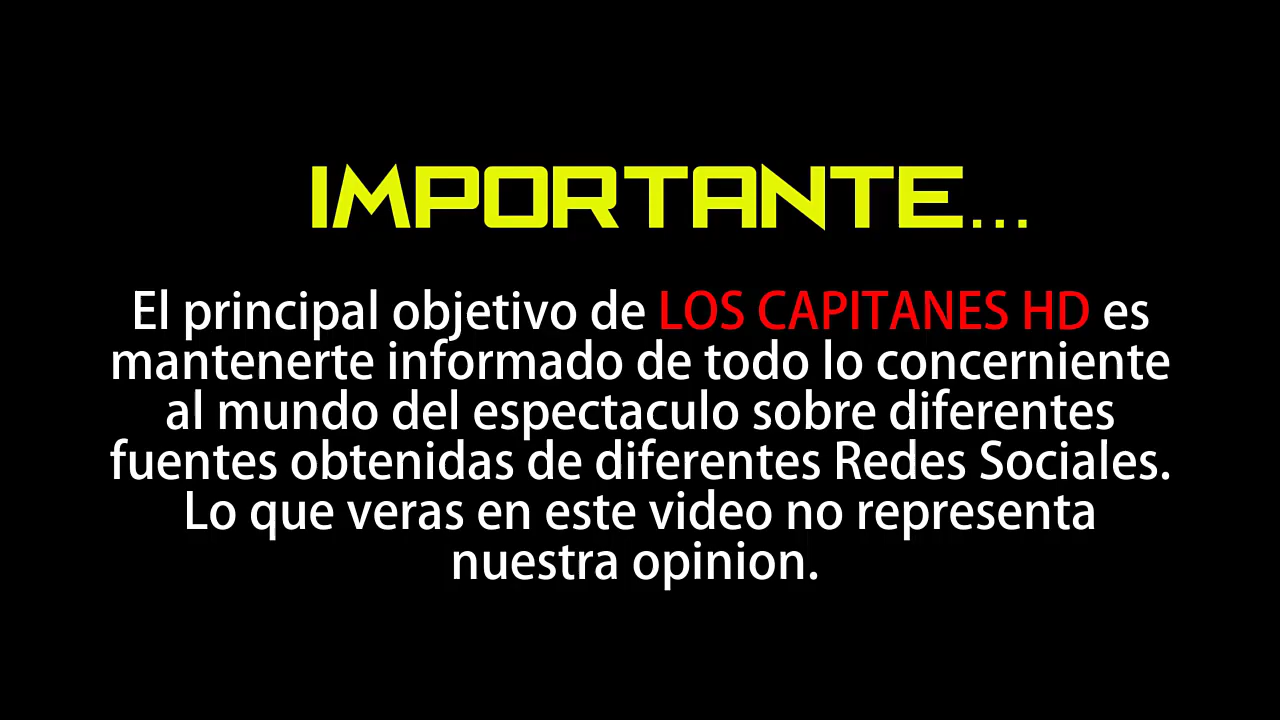 IMPORTANTE...
El principal objetivo de LOS CAPITANES HD es
mantenerte informado de todo lo concerniente
al mundo del espectaculo sobre diferentes
fuentes obtenidas de diferentes Redes Sociales.
Lo que veras en este video no representa
nuestra opinion.